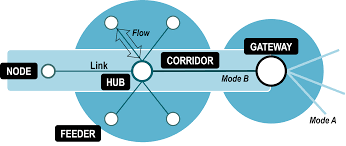 Flow
GATEWAY
NODE
Link
CORRIDOR
HUB
Mode B
Mode A
FEEDER